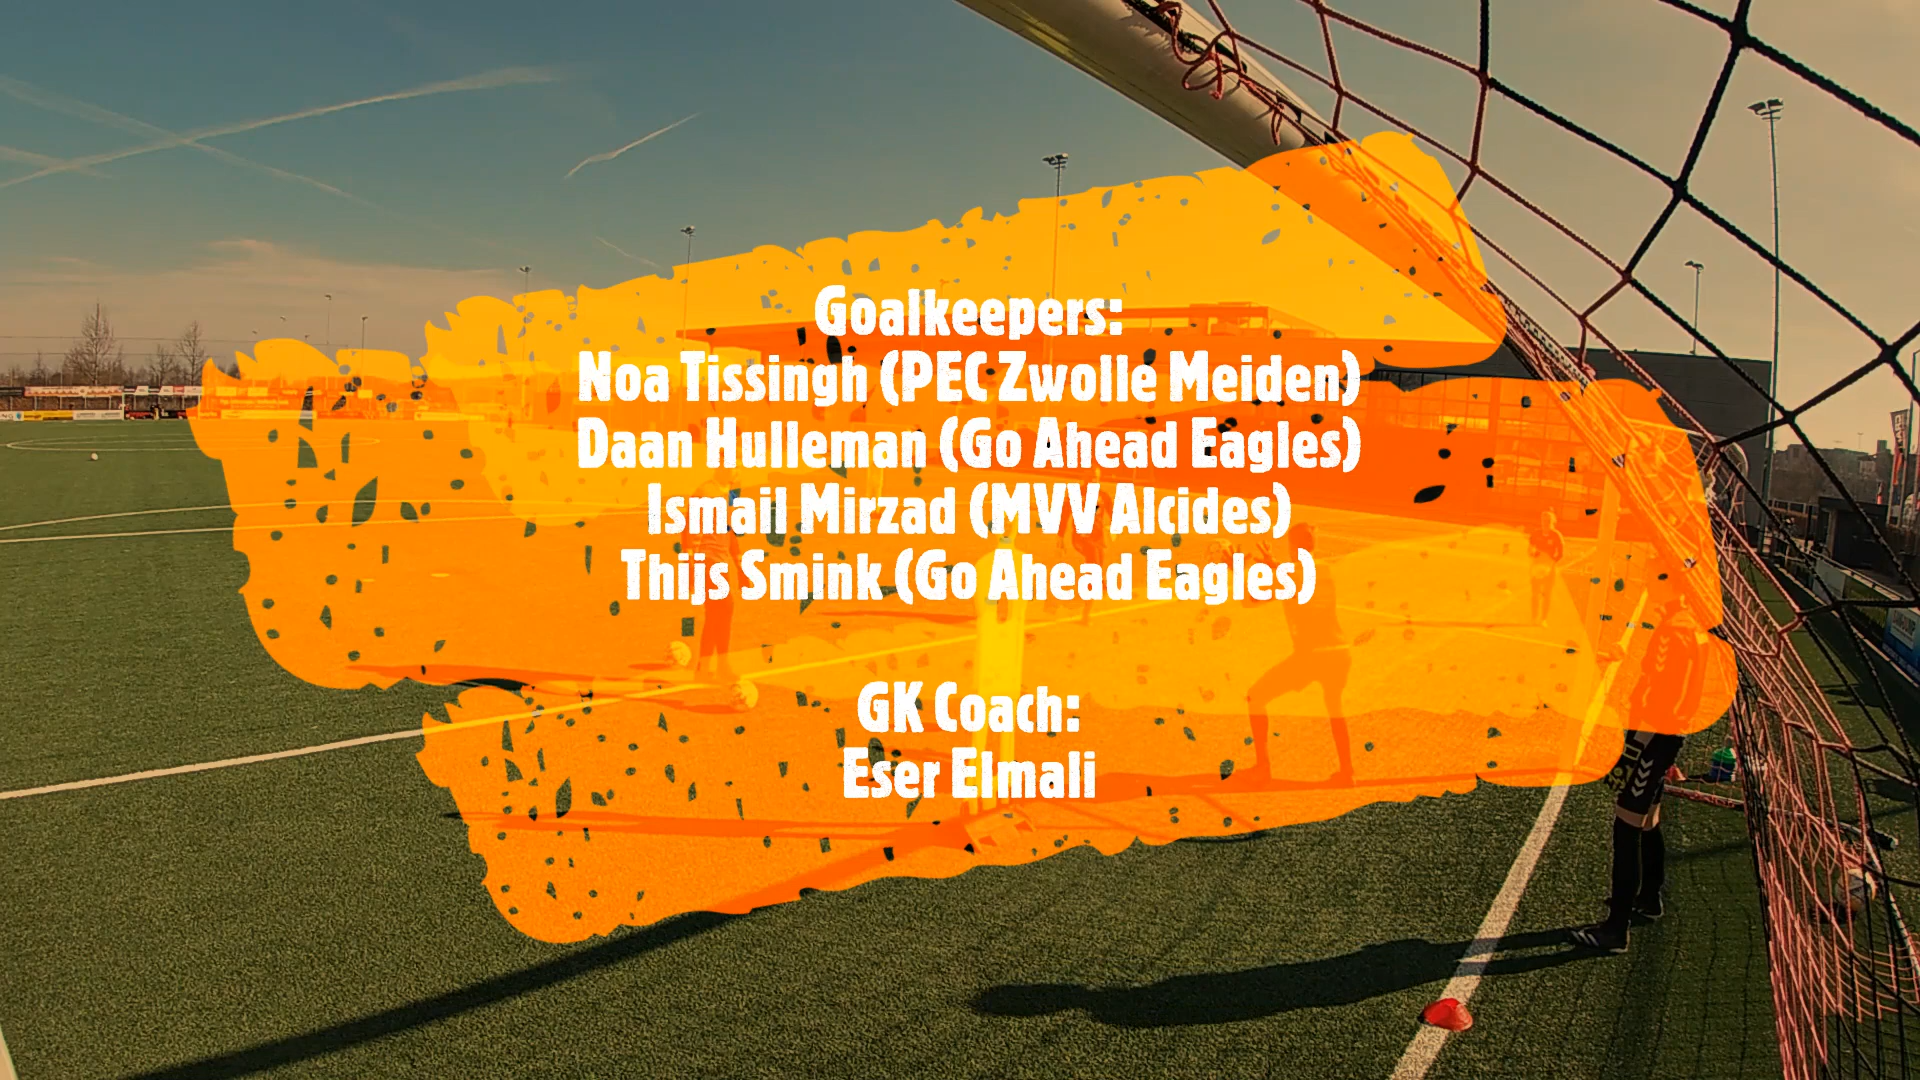 Goalkeepers:
Noa Tissingh (PEC Zwolle Meiden)
Daan Hulleman (Go Ahead Eagles)
Ismail Mirzad (MVV Alcides)
Thijs Smink (Go Ahead Eagles)
GK Coach:
Eser Elmali